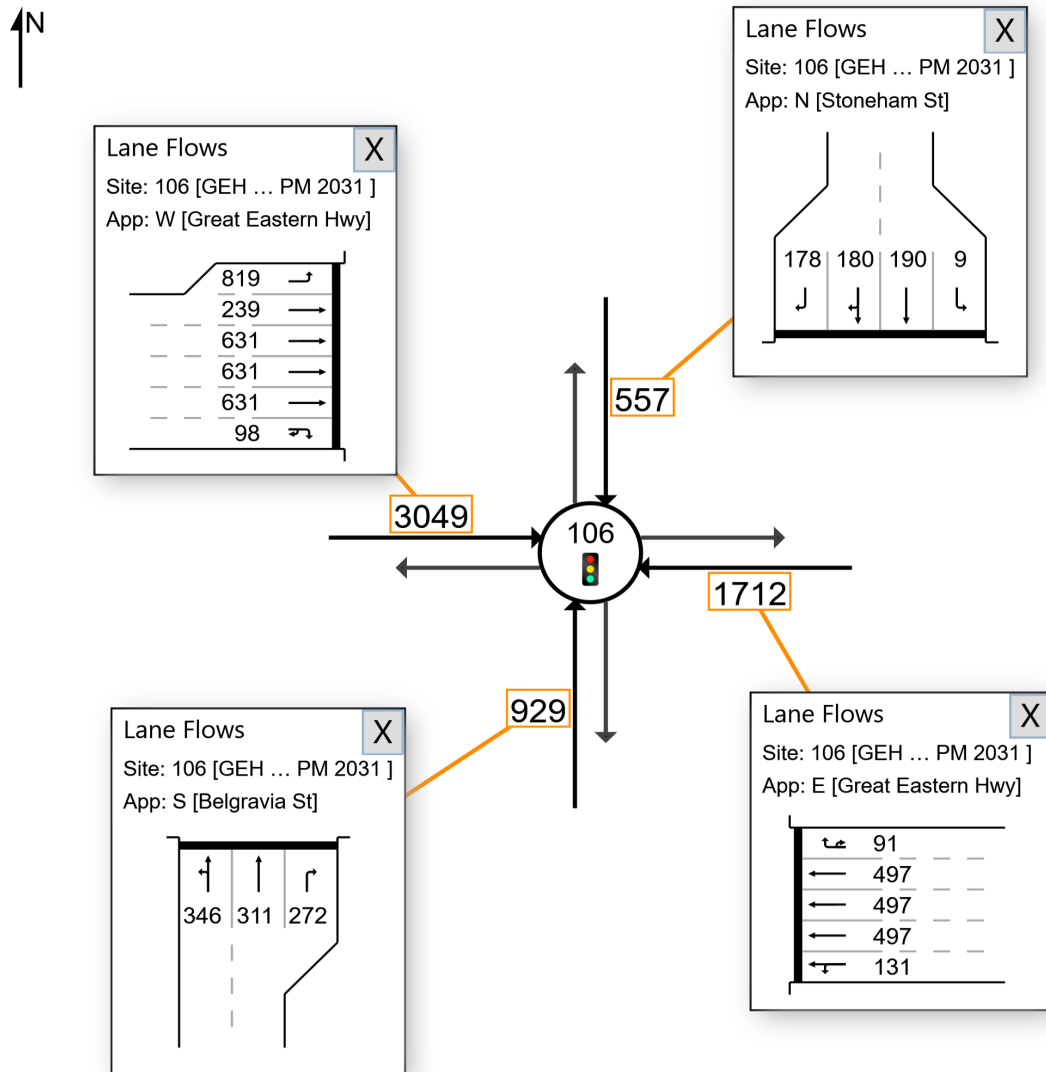 N
Lane Flows
X
Site: 106 [GEH ... PM 2031 ]
App: N [Stoneham St]
178 180 190 9
Lane Flows
X
Site: 106 [GEH ... PM 2031 ]
App: W [Great Eastern Hwy]
819
239
631
631
631
98
557
3049
106
1712
929
Lane Flows
X
Site: 106 [GEH ... PM 2031 ]
App: S [Belgravia St]
346 311 272
Lane Flows
X
Site: 106 [GEH ... PM 2031 ]
App: E [Great Eastern Hwy]
91
497
497
497
131